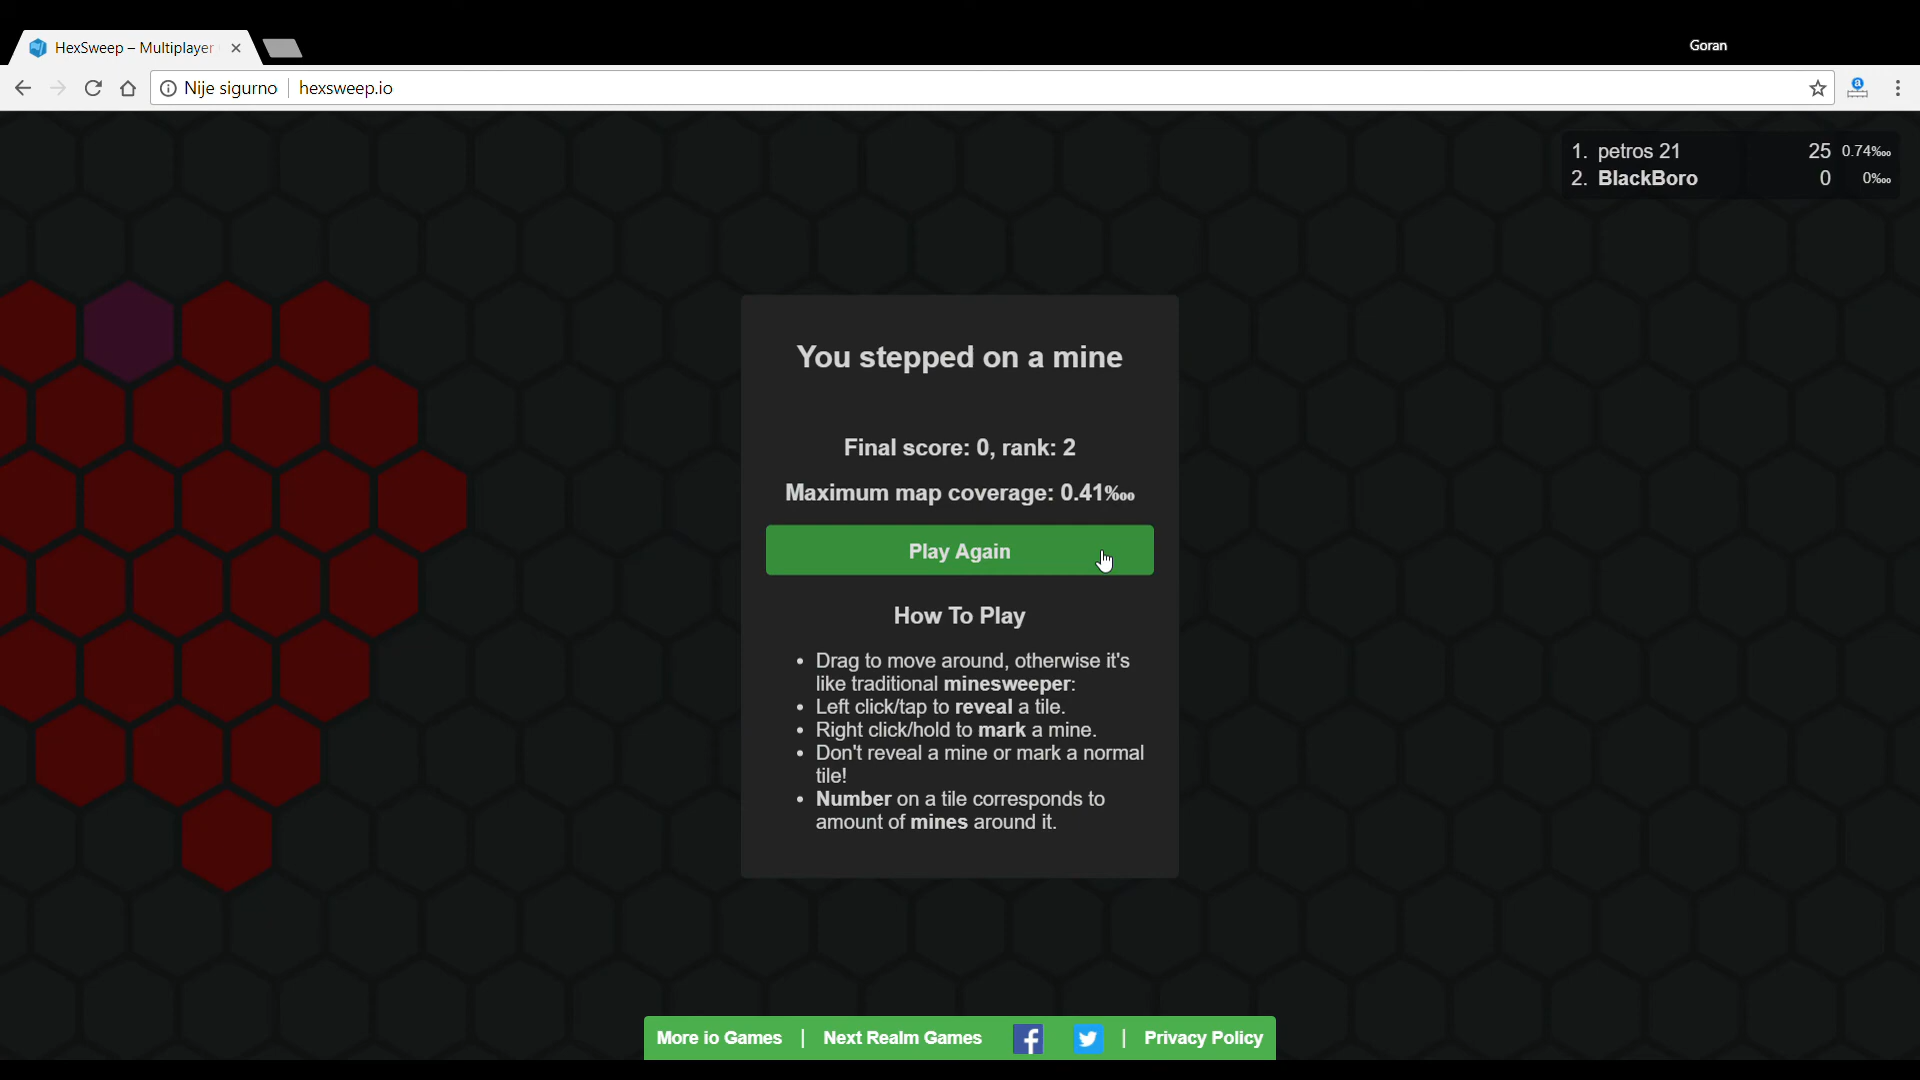 HexSweep – Multiplayer
Goran
Nije sigurno hexsweep.io
1. petros 21 25 0.74‱
2. BlackBoro 0 0‱
You stepped on a mine
Final score: 0, rank: 2
Maximum map coverage: 0.41‱
Play Again
How To Play
• Drag to move around, otherwise it's
like traditional minesweeper:
• Left click/tap to reveal a tile.
• Right click/hold to mark a mine.
• Don't reveal a mine or mark a normal
tile!
• Number on a tile corresponds to
amount of mines around it.
More io Games | Next Realm Games | Privacy Policy